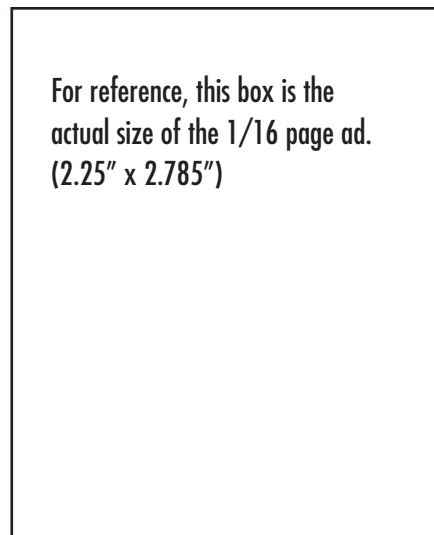 For reference, this box is the
actual size of the 1/16 page ad.
(2.25” x 2.785”)